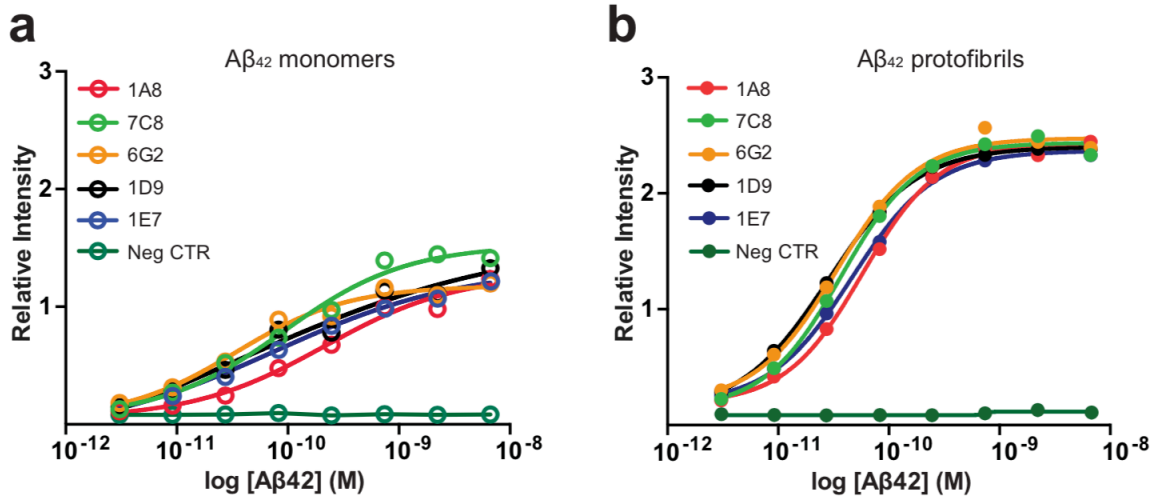 a
Aβ₄₂ monomers
3
2
1
Relative Intensity
1A8
7C8
6G2
1D9
1E7
Neg CTR
10⁻¹²
10⁻¹¹
10⁻¹⁰
10⁻⁹
10⁻⁸
log [Aβ42] (M)
b
Aβ₄₂ protofibrils
3
2
1
Relative Intensity
1A8
7C8
6G2
1D9
1E7
Neg CTR
10⁻¹²
10⁻¹¹
10⁻¹⁰
10⁻⁹
10⁻⁸
log [Aβ42] (M)